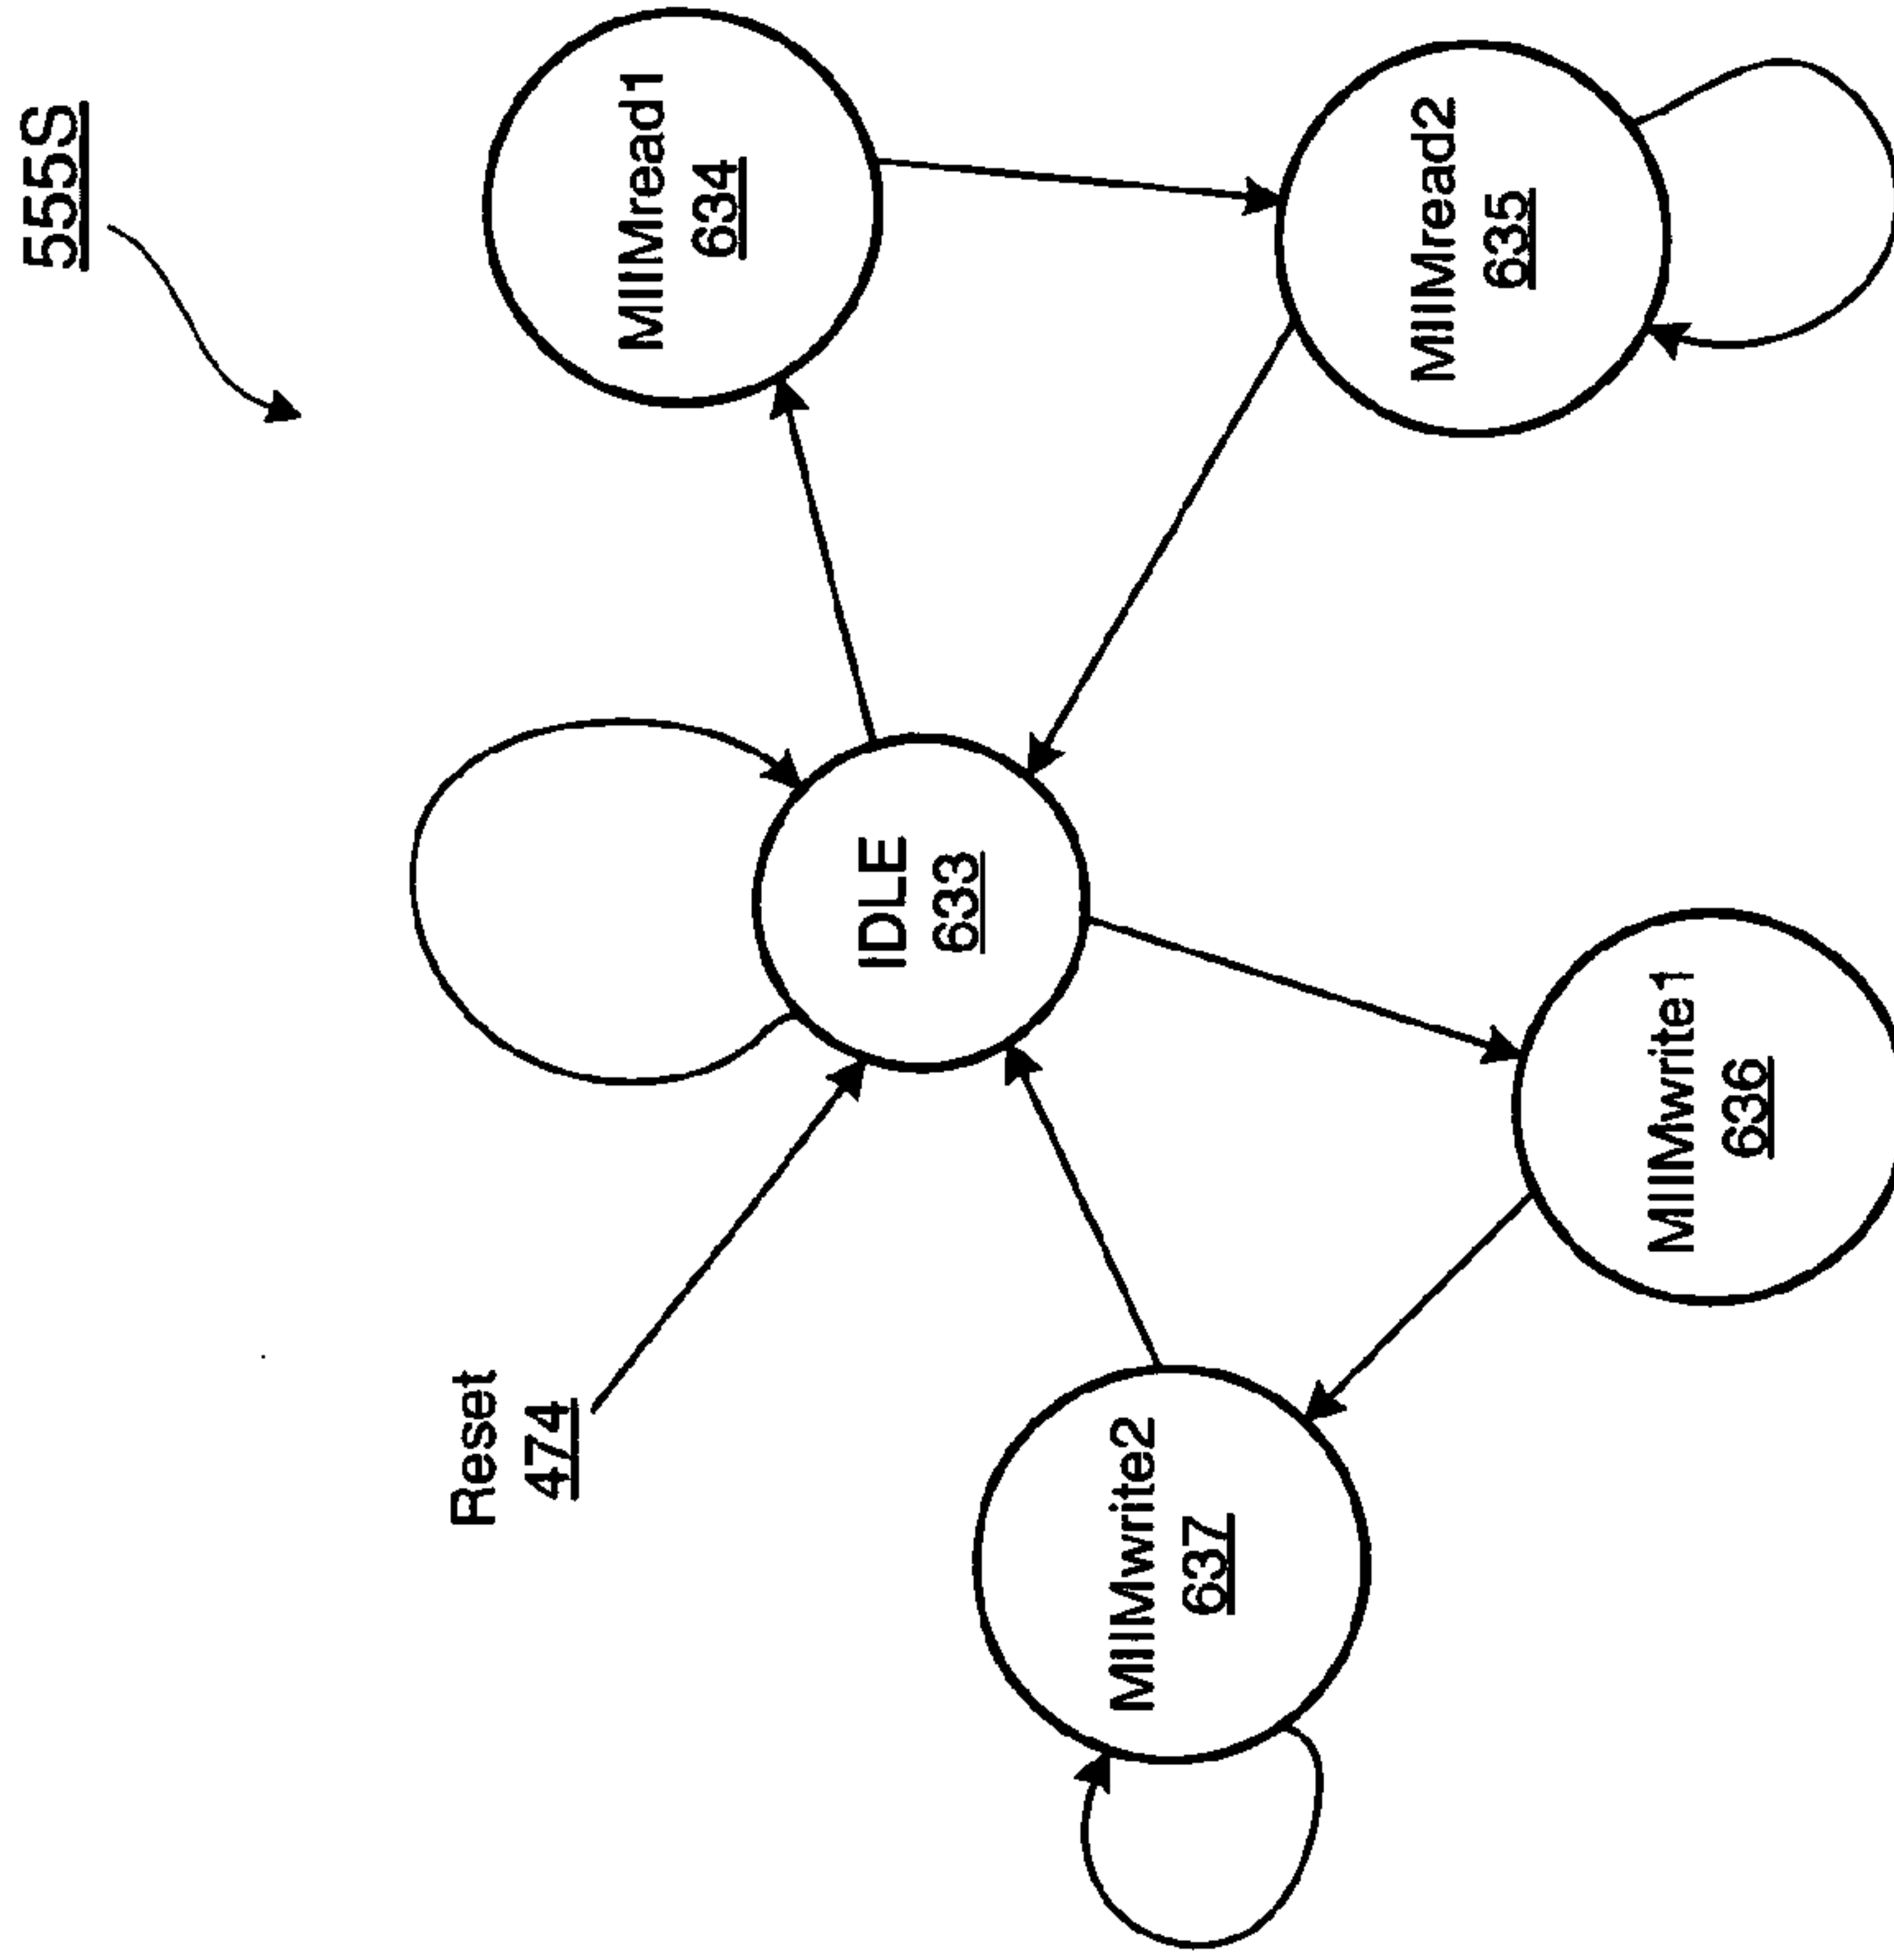 555S
Reset
474
IDLE
633
MIIMread1
634
MIIMread2
635
MIIMwrite1
636
MIIMwrite2
637